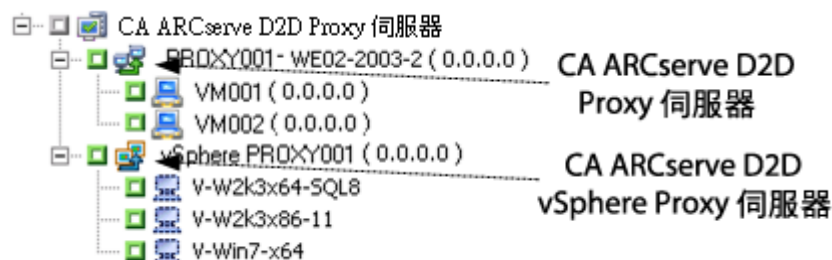 CA ARCserve D2D Proxy 伺服器
PROXY001- WE02-2003-2 ( 0.0.0.0 )
VM001 ( 0.0.0.0 )
VM002 ( 0.0.0.0 )
vSphere PROXY001 ( 0.0.0.0 )
V-W2k3x64-SQL8
V-W2k3x86-11
V-Win7-x64
CA ARCserve D2D
Proxy 伺服器
CA ARCserve D2D
vSphere Proxy 伺服器